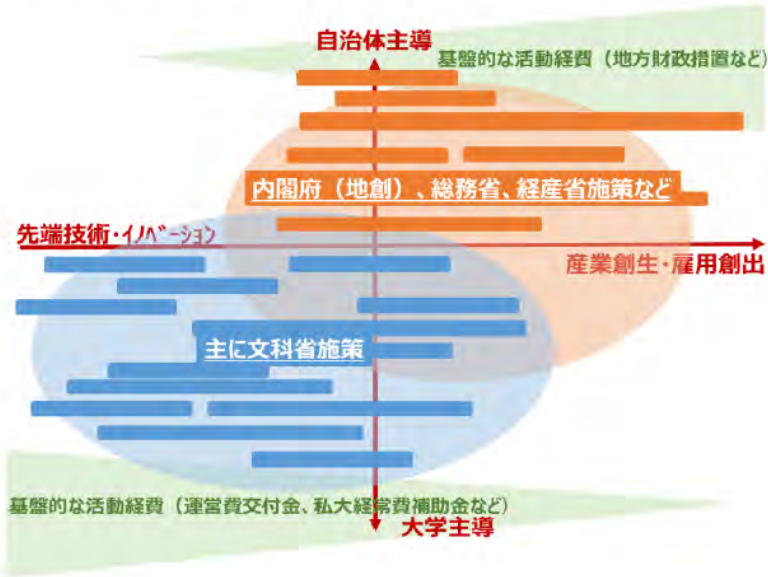 自治体主導
基盤的な活動経費（地方財政措置など）
内閣府（地創）、総務省、経産省施策など
先端技術・ｲﾉﾍﾞｰｼｮﾝ
産業創生・雇用創出
主に文科省施策
基盤的な活動経費（運営費交付金、私大経常費補助金など）
大学主導